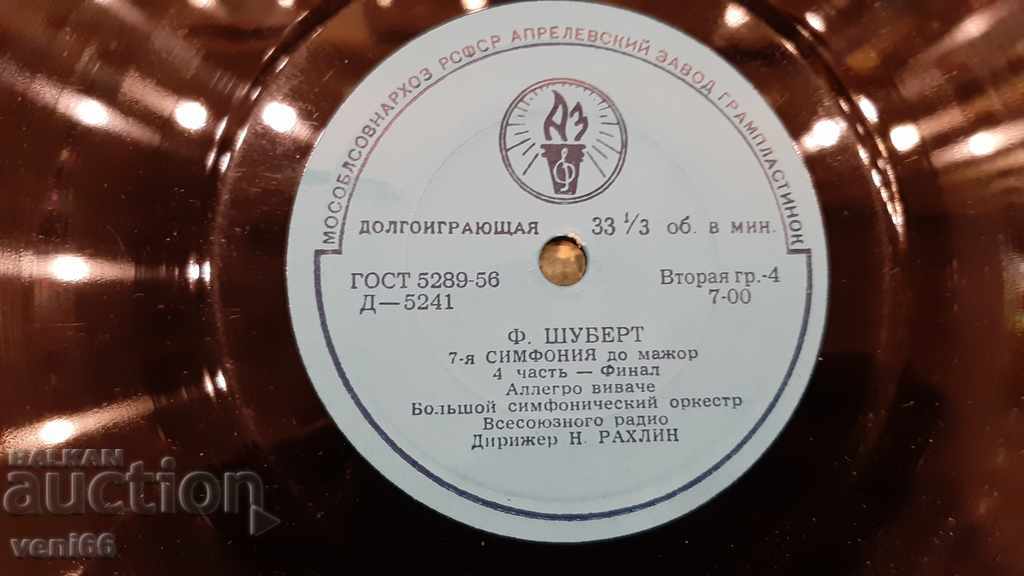 МОСОБЛСОВНАРХОЗ РСФСР АПРЕЛЕВСКИЙ ЗАВОД ГРАМПЛАСТИНОК
АЗ
ДОЛГОИГРАЮЩАЯ 33 1/3 об. в мин.
ГОСТ 5289-56 Вторая гр.-4
Д—5241 7-00
Ф. ШУБЕРТ
7-я СИМФОНИЯ до мажор
4 часть — Финал
Аллегро виваче
Большой симфонический оркестр
Всесоюзного радио
Дирижер Н. РАХЛИН
BALKAN
auction
veni66